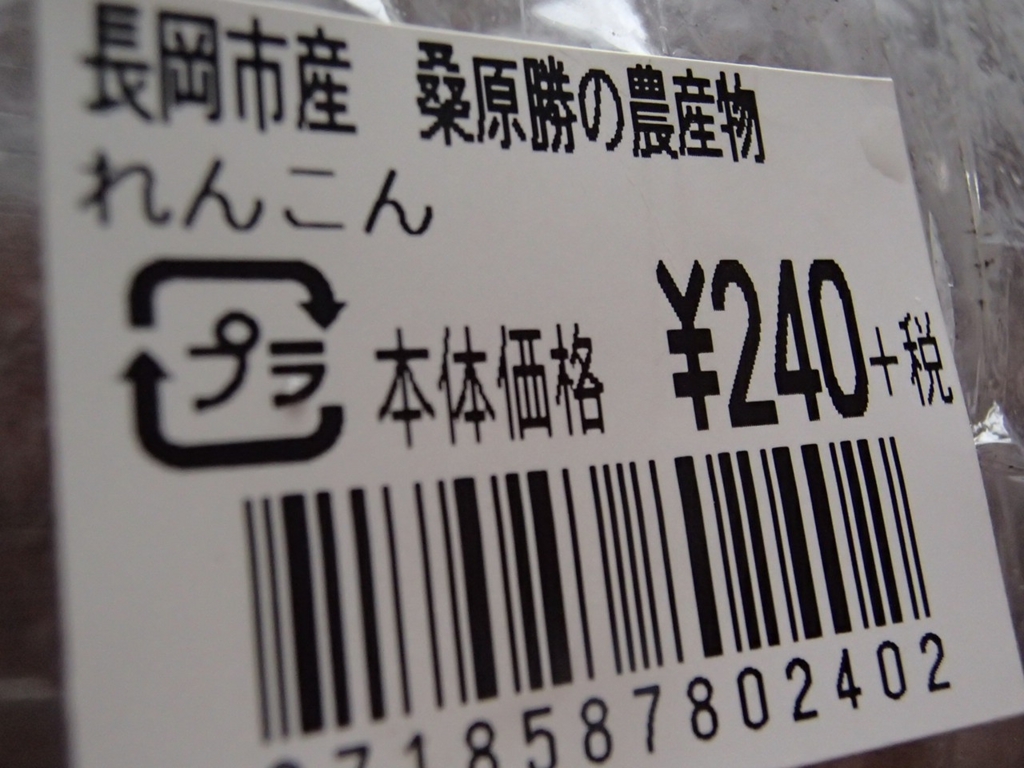 長岡市産 桑原勝の農産物
れんこん
プラ
本体価格 ¥240+税
718587802402